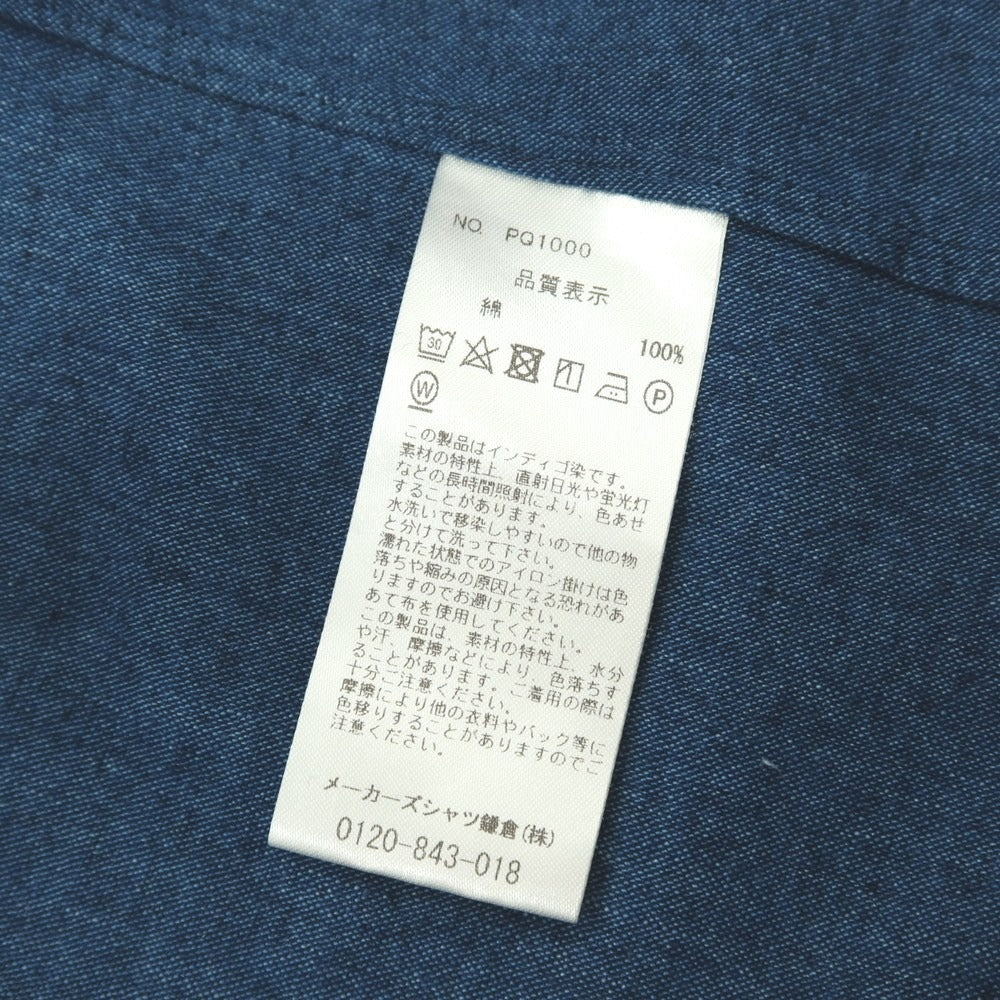 NO. PQ1000
品質表示
綿 100%
30
P
W
この製品はインディゴ染です。
素材の特性上、直射日光や蛍光灯
などの長時間照射により、色あせ
することがあります。
水洗いで移染しやすいので他の物
と分けて洗って下さい。
濡れた状態でのアイロン掛けは色
落ちや縮みの原因となる恐れがあ
りますのでお避け下さい。
あて布を使用してください。
この製品は、素材の特性上、水分
や汗、摩擦などにより、色落ちす
ることがあります。ご着用の際は
十分ご注意ください。
摩擦により他の衣料やバック等に
色移りすることがありますのでご
注意ください。
メーカーズシャツ鎌倉(株)
0120-843-018